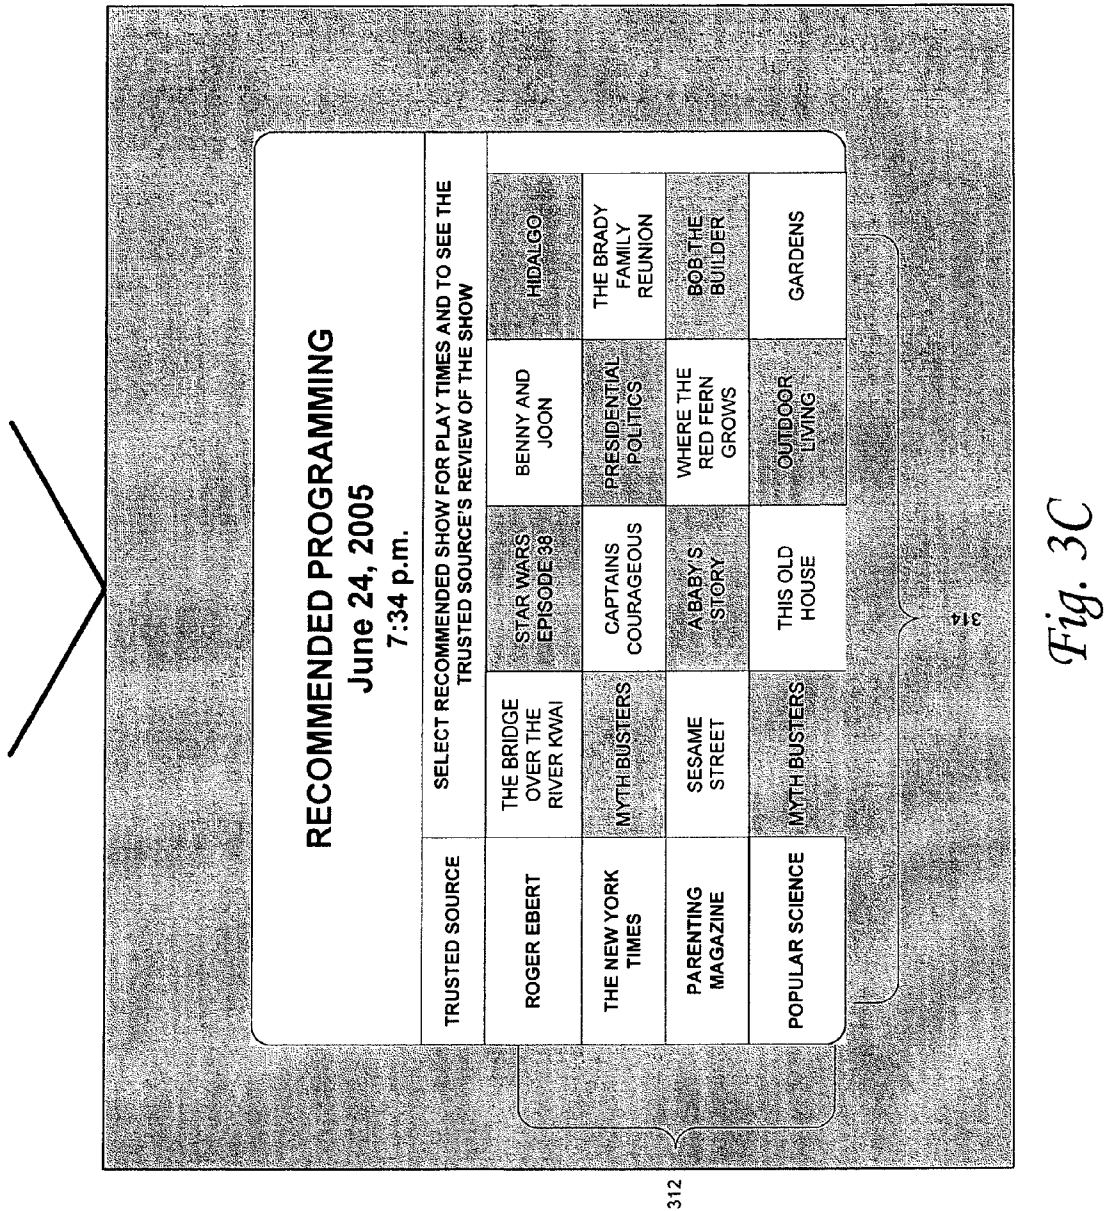 RECOMMENDED PROGRAMMING
June 24, 2005
7:34 p.m.
TRUSTED SOURCE
SELECT RECOMMENDED SHOW FOR PLAY TIMES AND TO SEE THE
TRUSTED SOURCE'S REVIEW OF THE SHOW
ROGER EBERT
THE BRIDGE
OVER THE
RIVER KWAI
STAR WARS
EPISODE 38
BENNY AND
JOON
HIDALGO
THE NEW YORK
TIMES
MYTH BUSTERS
CAPTAINS
COURAGEOUS
PRESIDENTIAL
POLITICS
THE BRADY
FAMILY
REUNION
PARENTING
MAGAZINE
SESAME
STREET
A BABY'S
STORY
WHERE THE
RED FERN
GROWS
BOB THE
BUILDER
POPULAR SCIENCE
MYTH BUSTERS
THIS OLD
HOUSE
OUTDOOR
LIVING
GARDENS
312
314
Fig. 3C